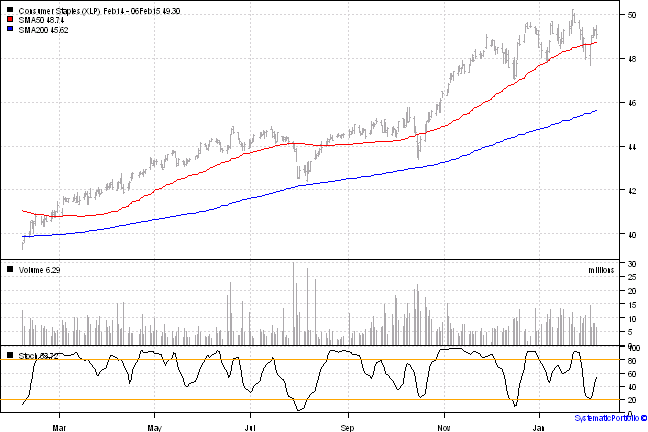 Consumer Staples (XLP), Feb14 - 06Feb15 49.30
SMA50 48.74
SMA200 45.62
50
48
46
44
42
40
Volume 6.29
millions
30
25
20
15
10
5
0
100
80
60
40
20
0
Mar May Jul Sep Nov Jan
SystematicPortfolio ©